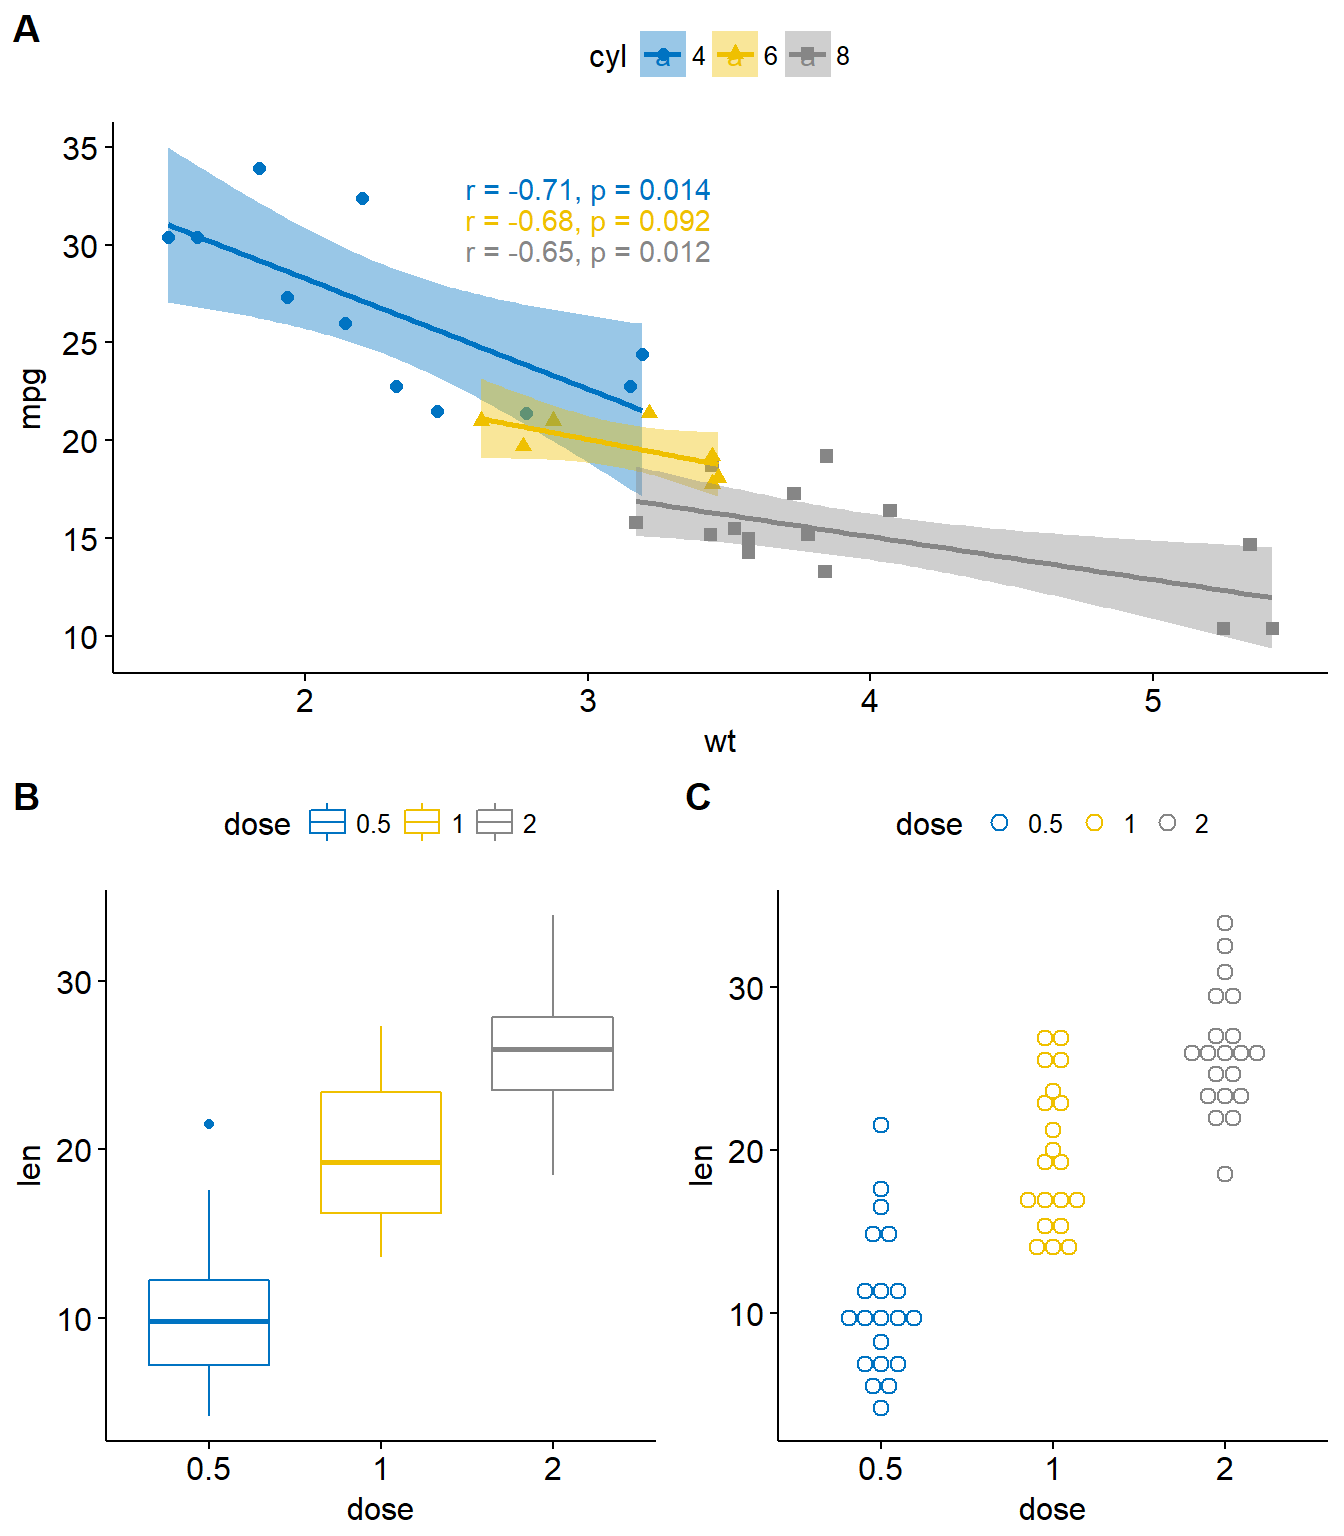 A
cyl a 4 a 6 a 8
35
30
25
20
15
10
mpg
r = -0.71, p = 0.014
r = -0.68, p = 0.092
r = -0.65, p = 0.012
2 3 4 5
wt
B
dose 0.5 1 2
30
20
10
len
0.5 1 2
dose
C
dose 0.5 1 2
30
20
10
len
0.5 1 2
dose